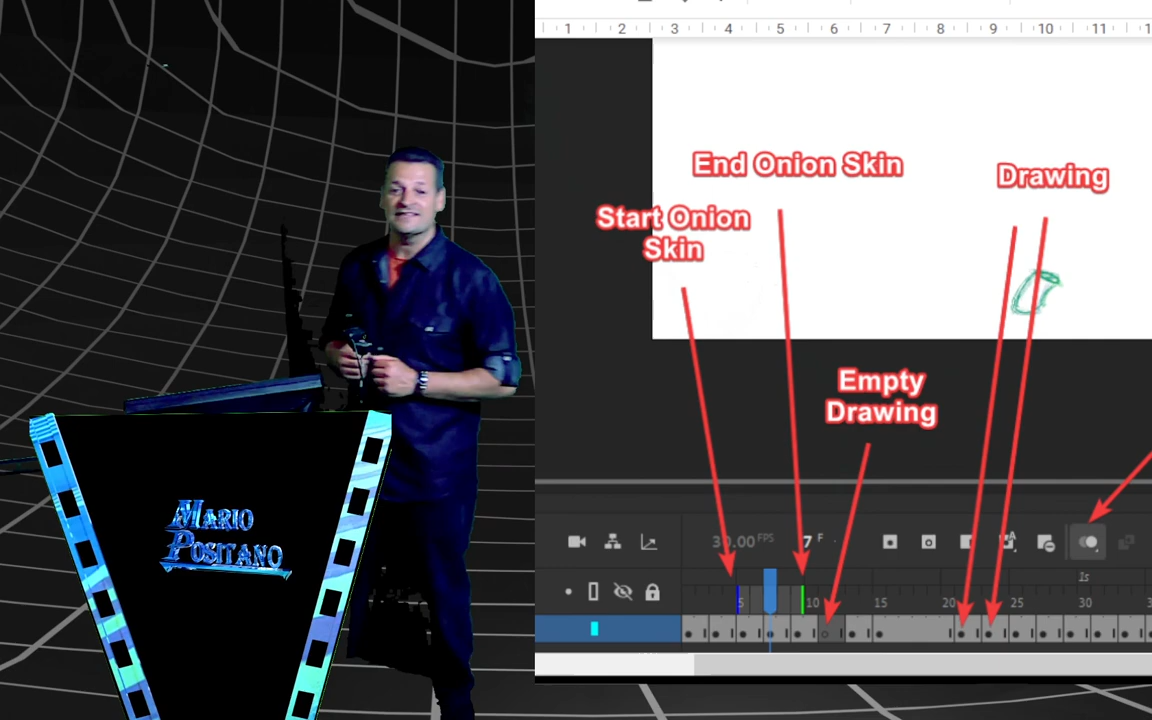 1 2 3 4 5 6 7 8 9 10 11
End Onion Skin
Drawing
Start Onion
Skin
Empty
Drawing
MARIO
POSITANO
30.00 FPS 7 F
1s
5 10 15 20 25 30